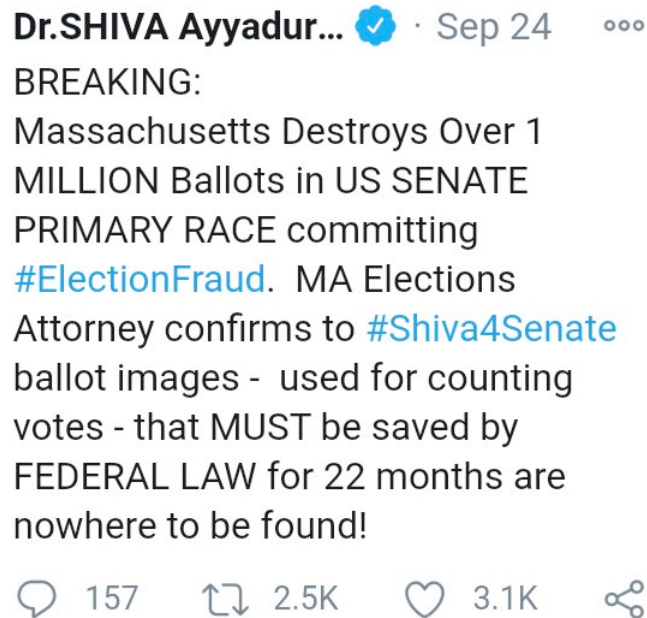 Dr.SHIVA Ayyadur... · Sep 24
BREAKING:
Massachusetts Destroys Over 1
MILLION Ballots in US SENATE
PRIMARY RACE committing
#ElectionFraud.  MA Elections
Attorney confirms to #Shiva4Senate
ballot images -  used for counting
votes - that MUST be saved by
FEDERAL LAW for 22 months are
nowhere to be found!
157 2.5K 3.1K